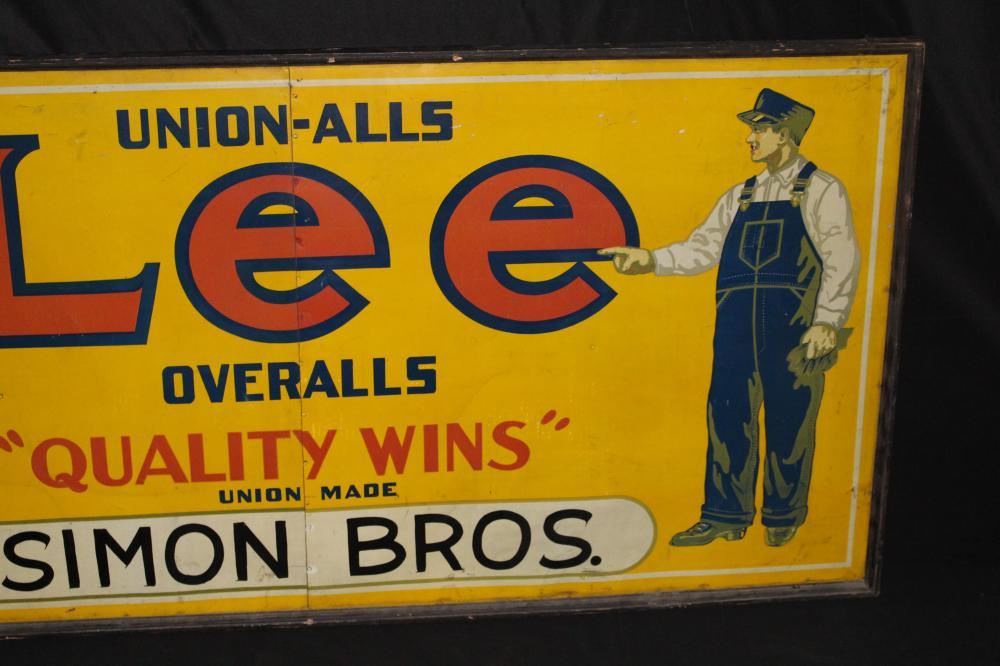 UNION-ALLS
Lee
OVERALLS
"QUALITY WINS"
UNION MADE
SIMON BROS.